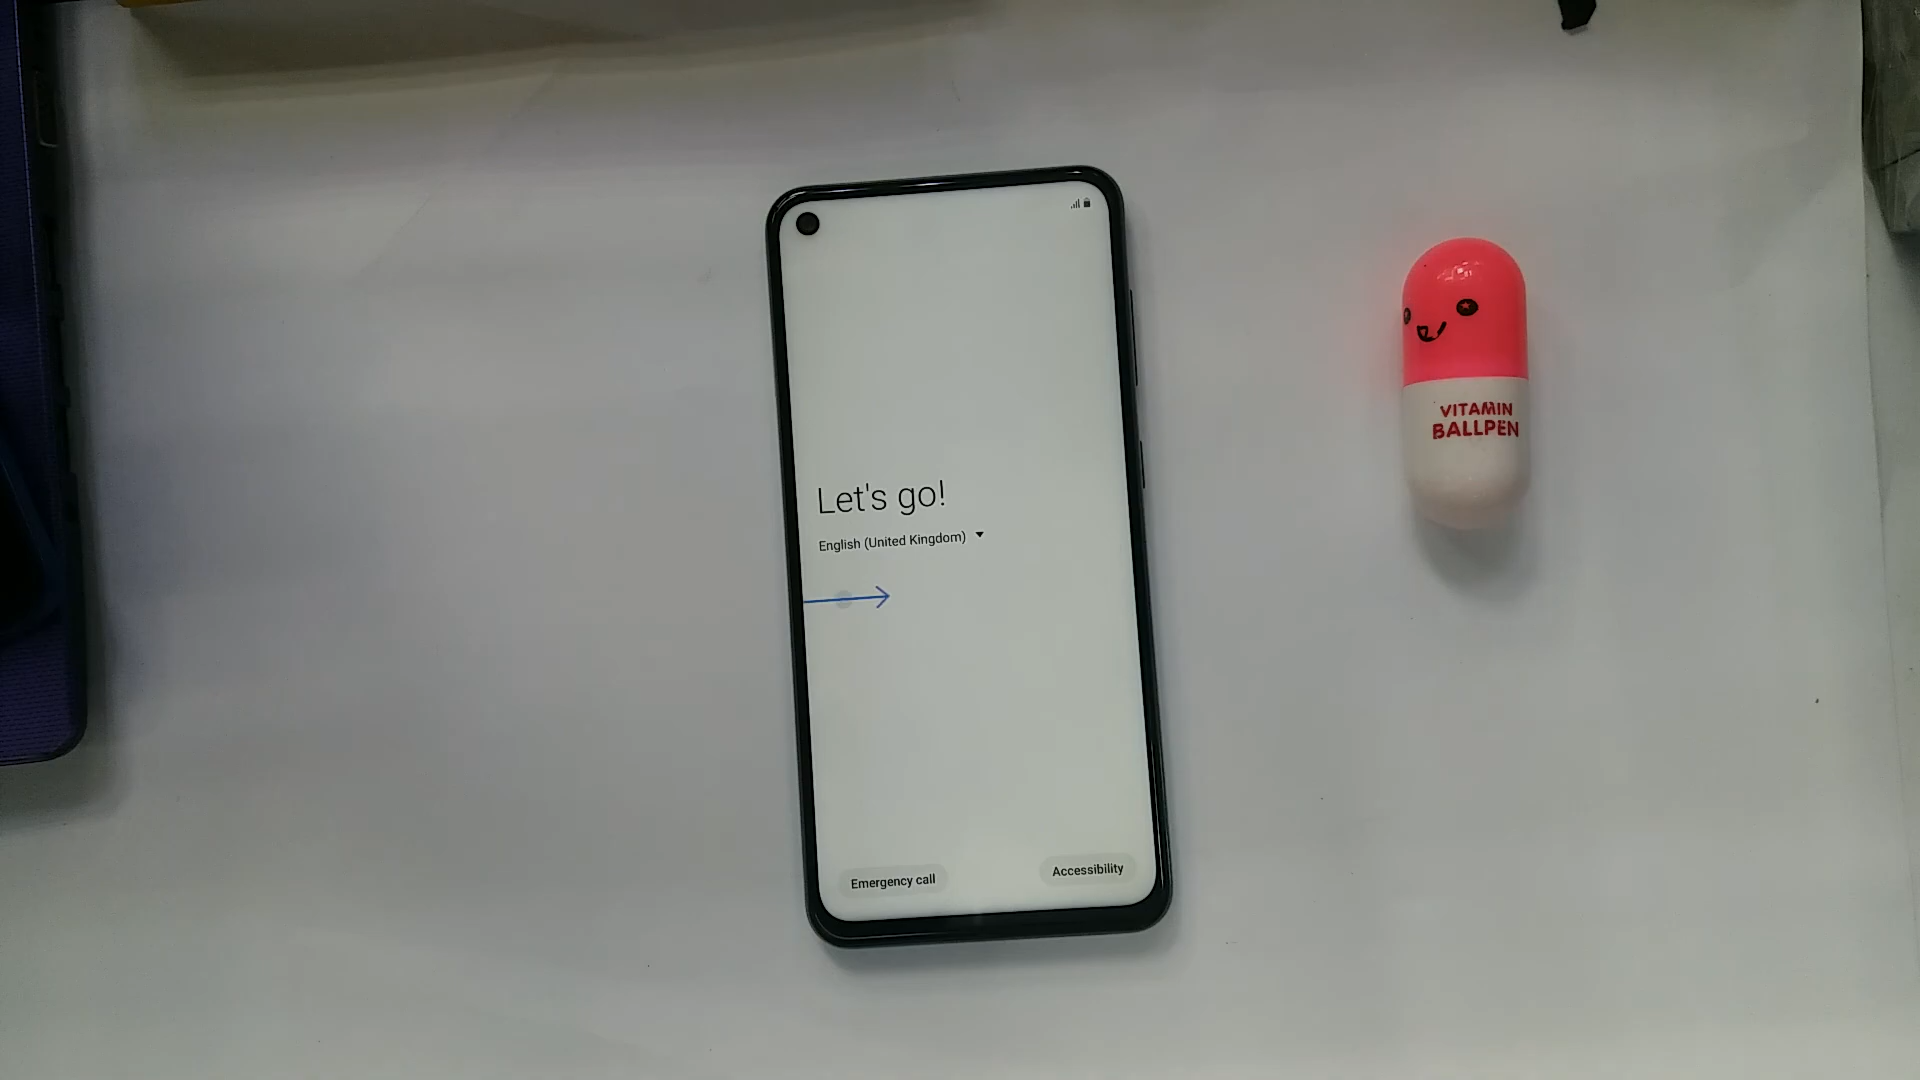 Let's go!
English (United Kingdom)
Emergency call
Accessibility
VITAMIN
BALLPEN